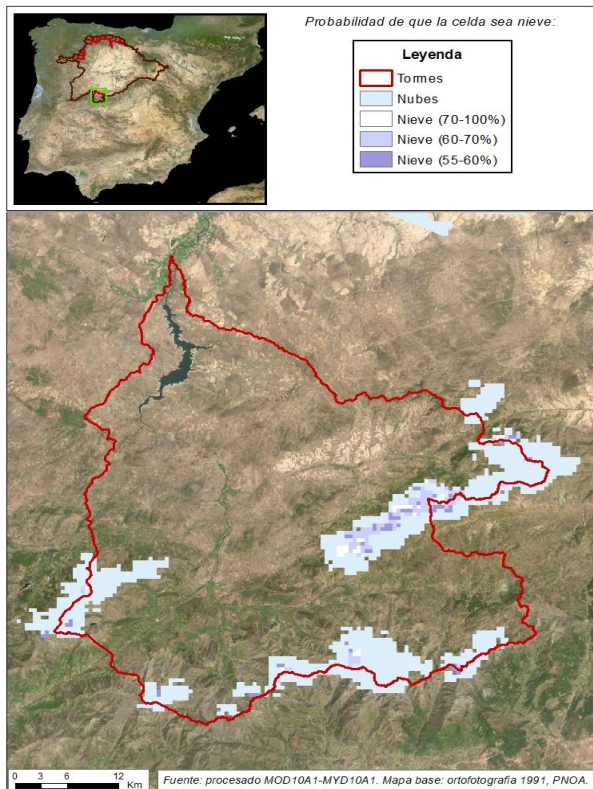 Probabilidad de que la celda sea nieve:
Leyenda
Tormes
Nubes
Nieve (70-100%)
Nieve (60-70%)
Nieve (55-60%)
0 3 6 12
Km
Fuente: procesado MOD10A1-MYD10A1. Mapa base: ortofotografia 1991, PNOA.